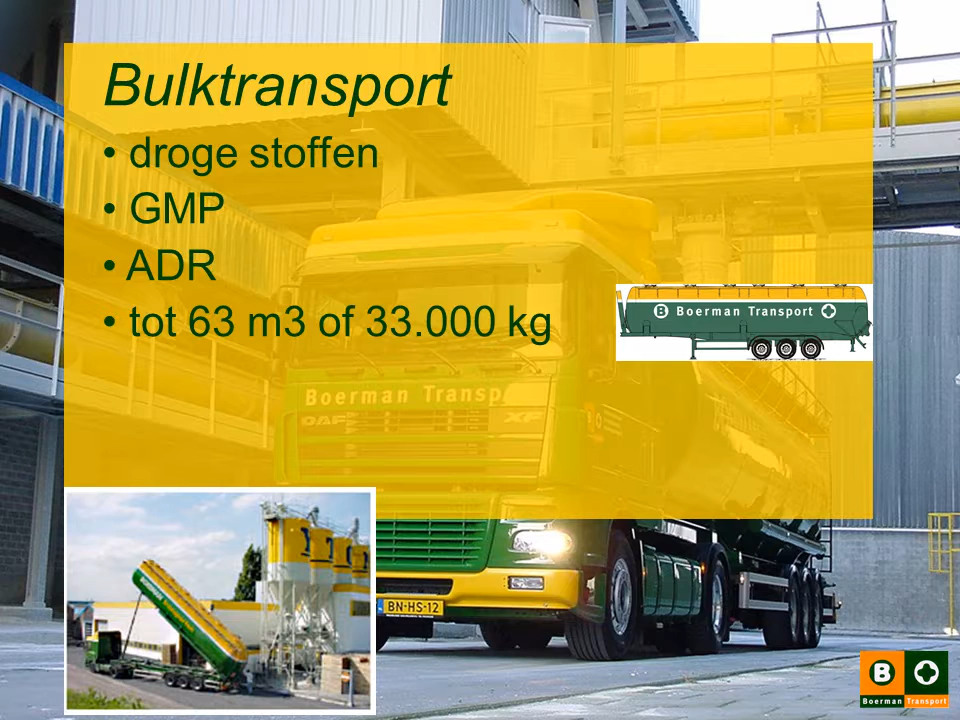 Bulktransport
• droge stoffen
• GMP
• ADR
• tot 63 m3 of 33.000 kg
B Boerman Transport
Boerman Transp
DAF XF
BN-HS-12
B
Boerman Transport